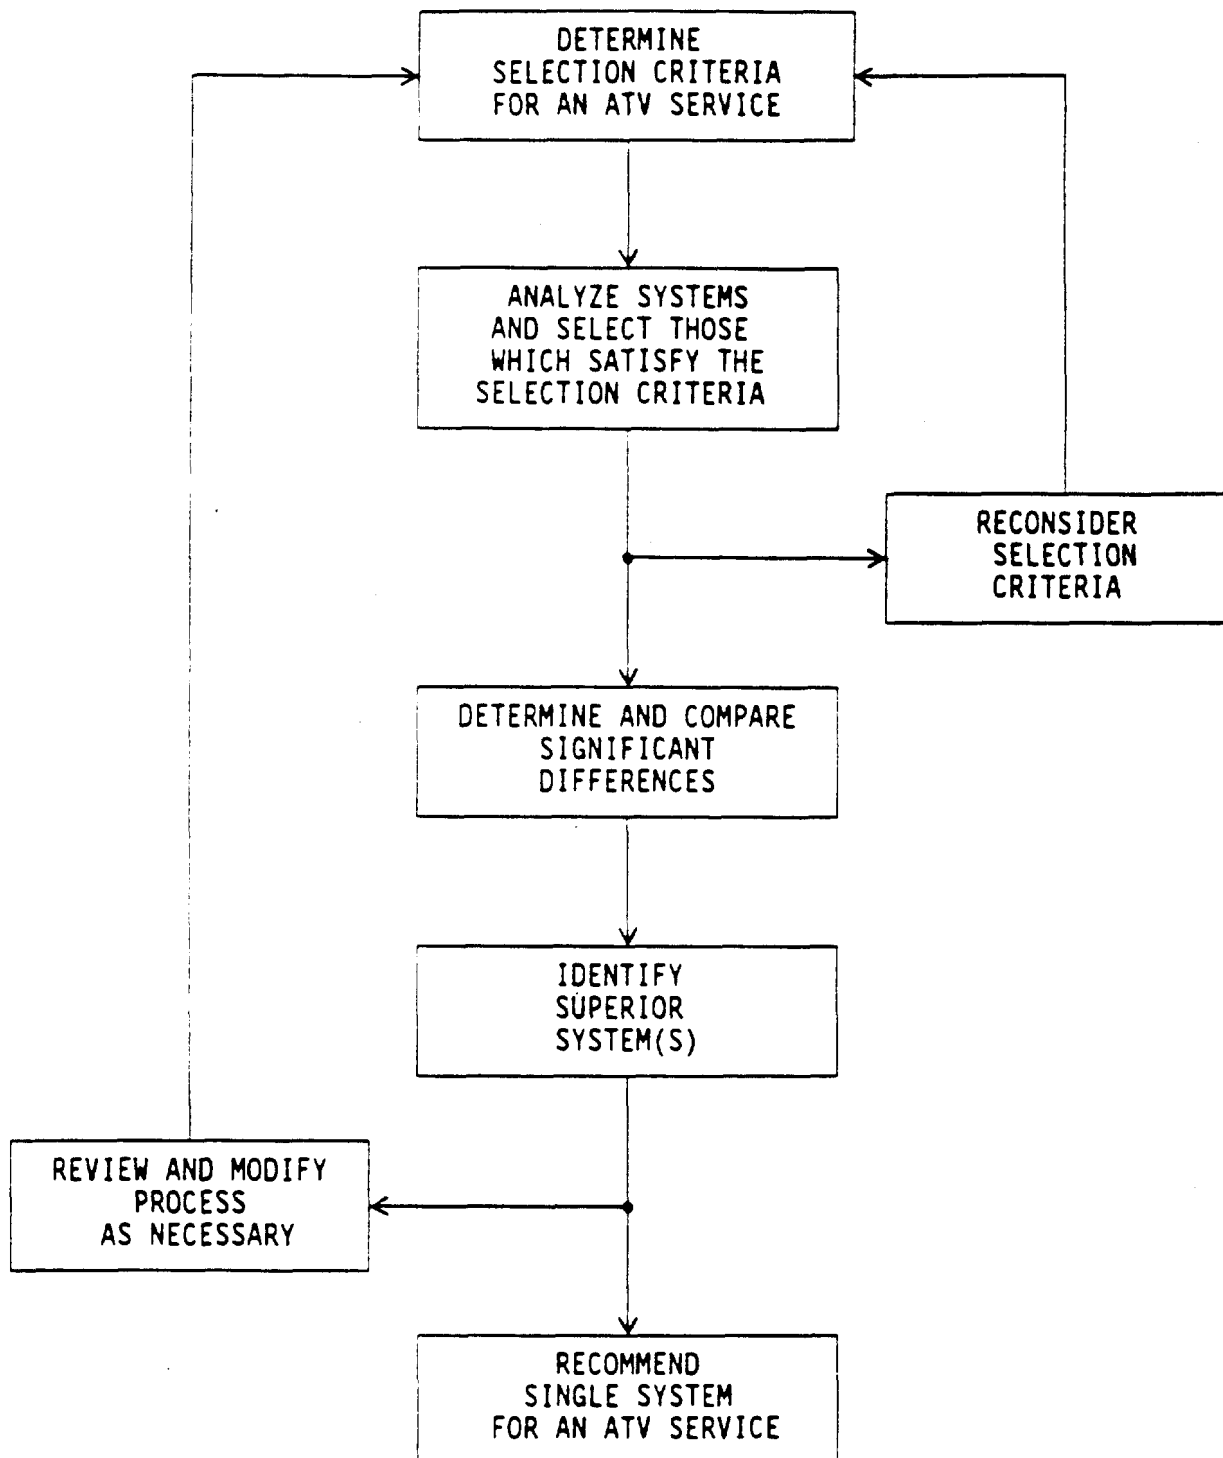 DETERMINE
SELECTION CRITERIA
FOR AN ATV SERVICE
ANALYZE SYSTEMS
AND SELECT THOSE
WHICH SATISFY THE
SELECTION CRITERIA
RECONSIDER
SELECTION
CRITERIA
DETERMINE AND COMPARE
SIGNIFICANT
DIFFERENCES
IDENTIFY
SUPERIOR
SYSTEM(S)
REVIEW AND MODIFY
PROCESS
AS NECESSARY
RECOMMEND
SINGLE SYSTEM
FOR AN ATV SERVICE